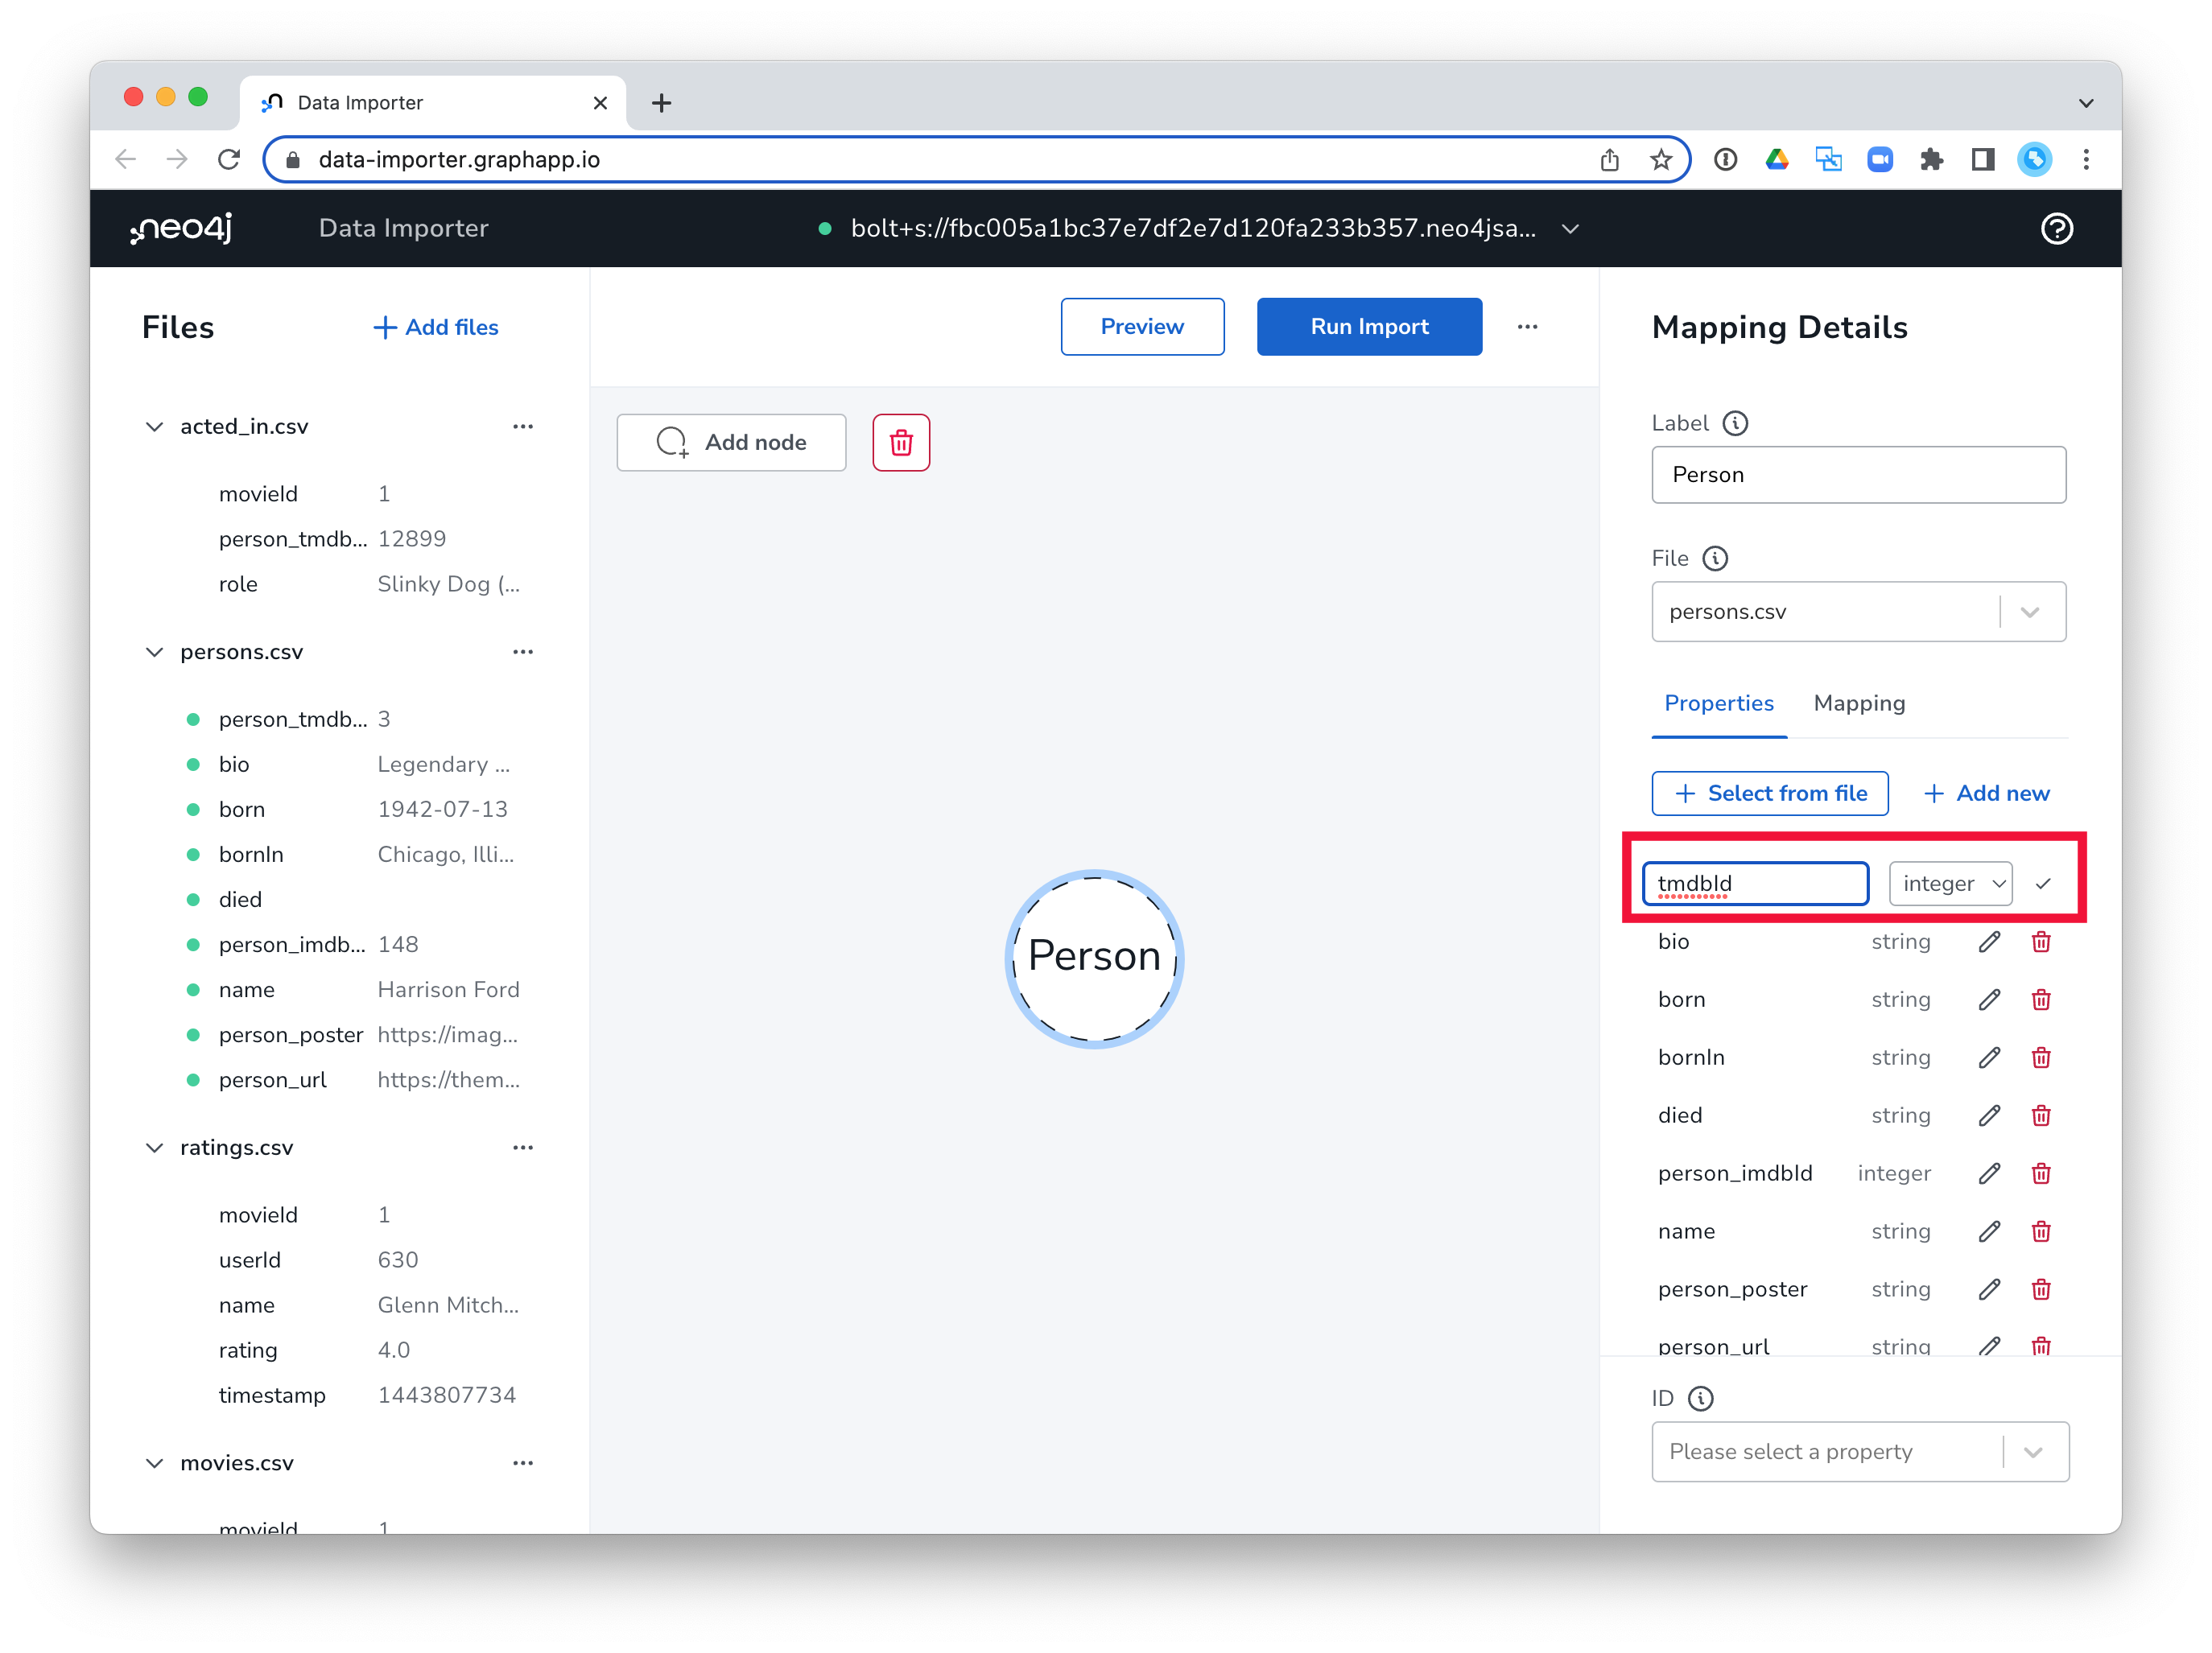 Data Importer
data-importer.graphapp.io
neo4j
Data Importer
bolt+s://fbc005a1bc37e7df2e7d120fa233b357.neo4jsa...
Files
Add files
acted_in.csv
movieId 1
person_tmdb... 12899
role Slinky Dog (...
persons.csv
person_tmdb... 3
bio Legendary ...
born 1942-07-13
bornIn Chicago, Illi...
died
person_imdb... 148
name Harrison Ford
person_poster https://imag...
person_url https://them...
ratings.csv
movieId 1
userId 630
name Glenn Mitch...
rating 4.0
timestamp 1443807734
movies.csv
movieId 1
Preview
Run Import
Add node
Person
Mapping Details
Label
Person
File
persons.csv
Properties Mapping
Select from file Add new
tmdbId integer
bio string
born string
bornIn string
died string
person_imdbId integer
name string
person_poster string
person_url string
ID
Please select a property